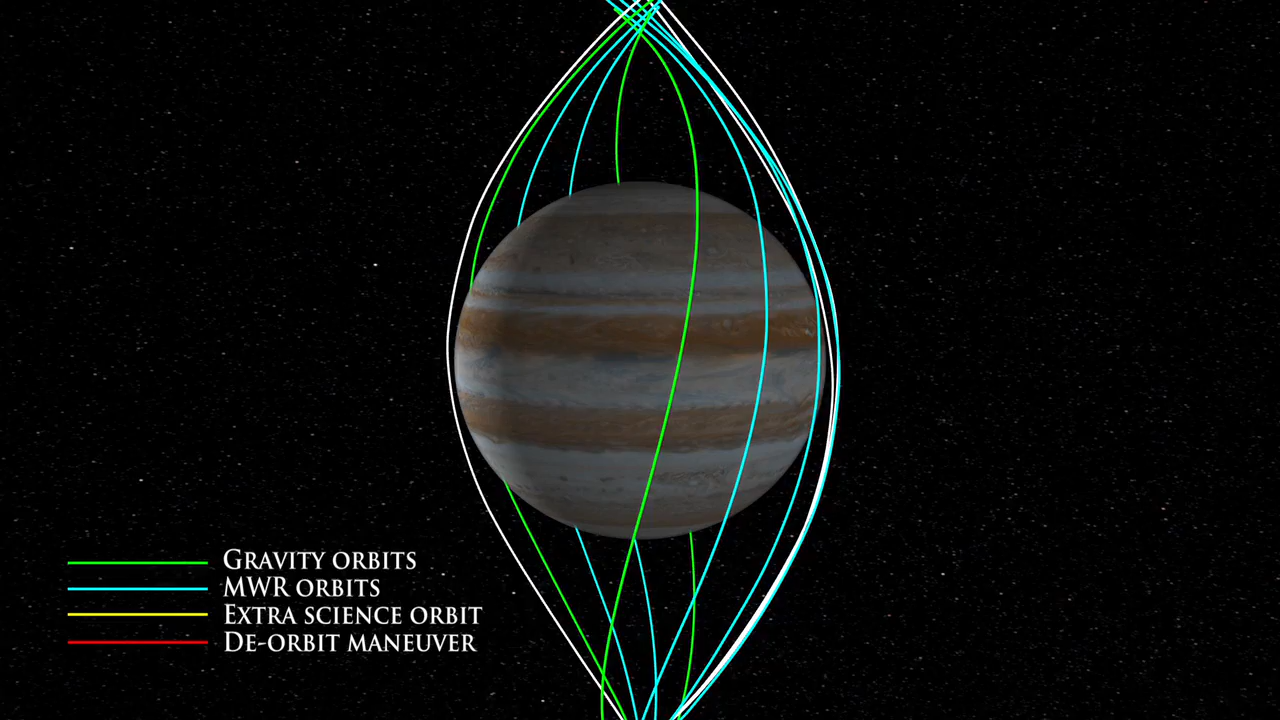 Gravity orbits
MWR orbits
Extra science orbit
De-orbit maneuver